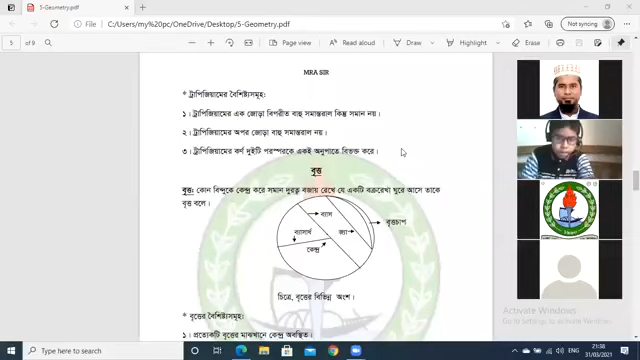 5-Geometry.pdf
File
C:/Users/my%20pc/OneDrive/Desktop/5-Geometry.pdf
Not syncing
5 of 9
Page view
Read aloud
Draw
Highlight
Erase
MRA SIR
* ট্রাপিজিয়ামের বৈশিষ্ট্যসমূহ:
১। ট্রাপিজিয়ামের এক জোড়া বিপরীত বাহু সমান্তরাল কিন্তু সমান নয়।
২। ট্রাপিজিয়ামের অপর জোড়া বাহু সমান্তরাল নয়।
৩। ট্রাপিজিয়ামের কর্ণ দুইটি পরস্পরকে একই অনুপাতে বিভক্ত করে।
বৃত্ত
বৃত্ত: কোন বিন্দুকে কেন্দ্র করে সমান দূরত্ব বজায় রেখে যে একটি বক্ররেখা ঘুরে আসে তাকে
বৃত্ত বলে।
ব্যাস
বৃত্তচাপ
ব্যাসার্ধ
জ্যা
কেন্দ্র
চিত্রে, বৃত্তের বিভিন্ন অংশ।
* বৃত্তের বৈশিষ্ট্যসমূহ:
১। প্রত্যেকটি বৃত্তের মাঝখানে কেন্দ্র অবস্থিত।
Activate Windows
Go to Settings to activate Windows.
Type here to search
ENG
21:38
31/03/2021